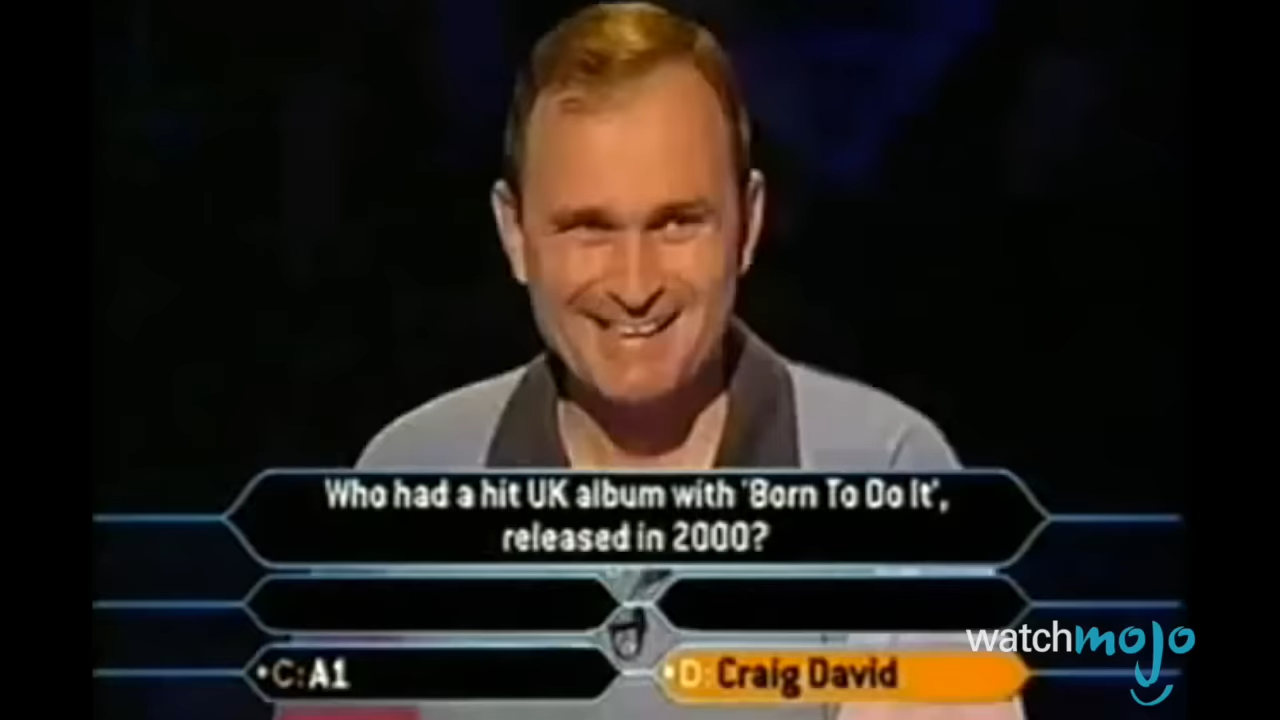 Who had a hit UK album with 'Born To Do It',
released in 2000?
C: A1
D: Craig David
watchmojo